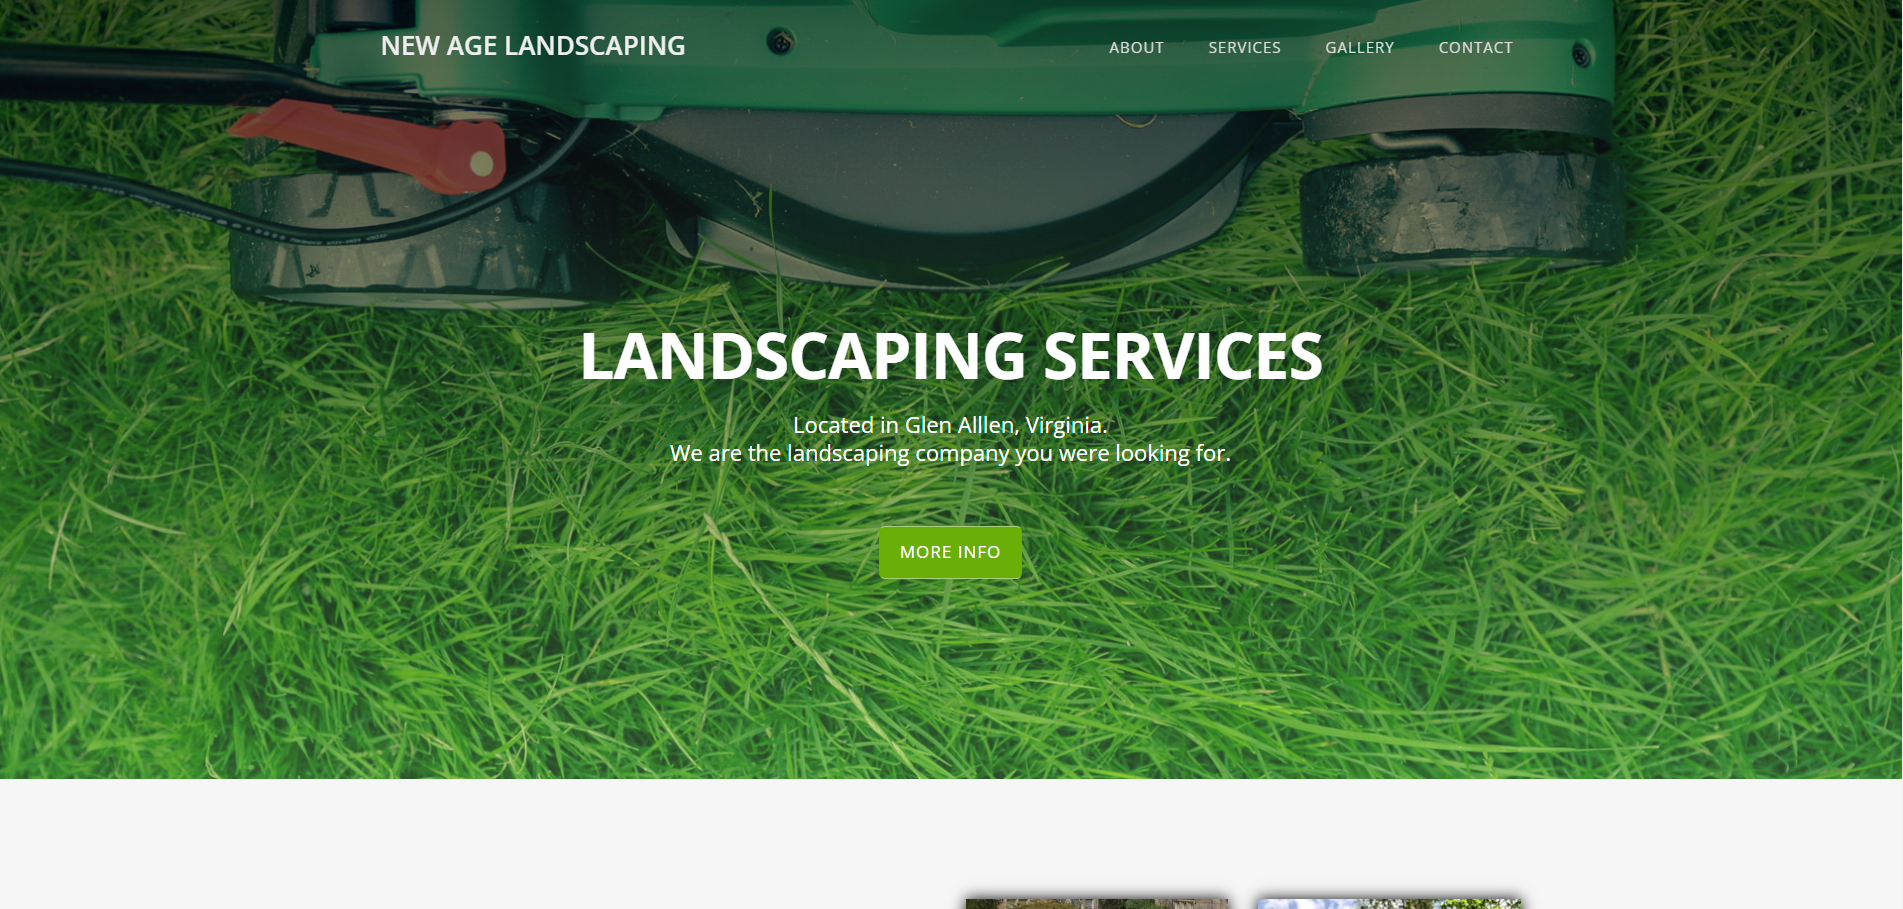 NEW AGE LANDSCAPING
ABOUT SERVICES GALLERY CONTACT
LANDSCAPING SERVICES
Located in Glen Alllen, Virginia.
We are the landscaping company you were looking for.
MORE INFO